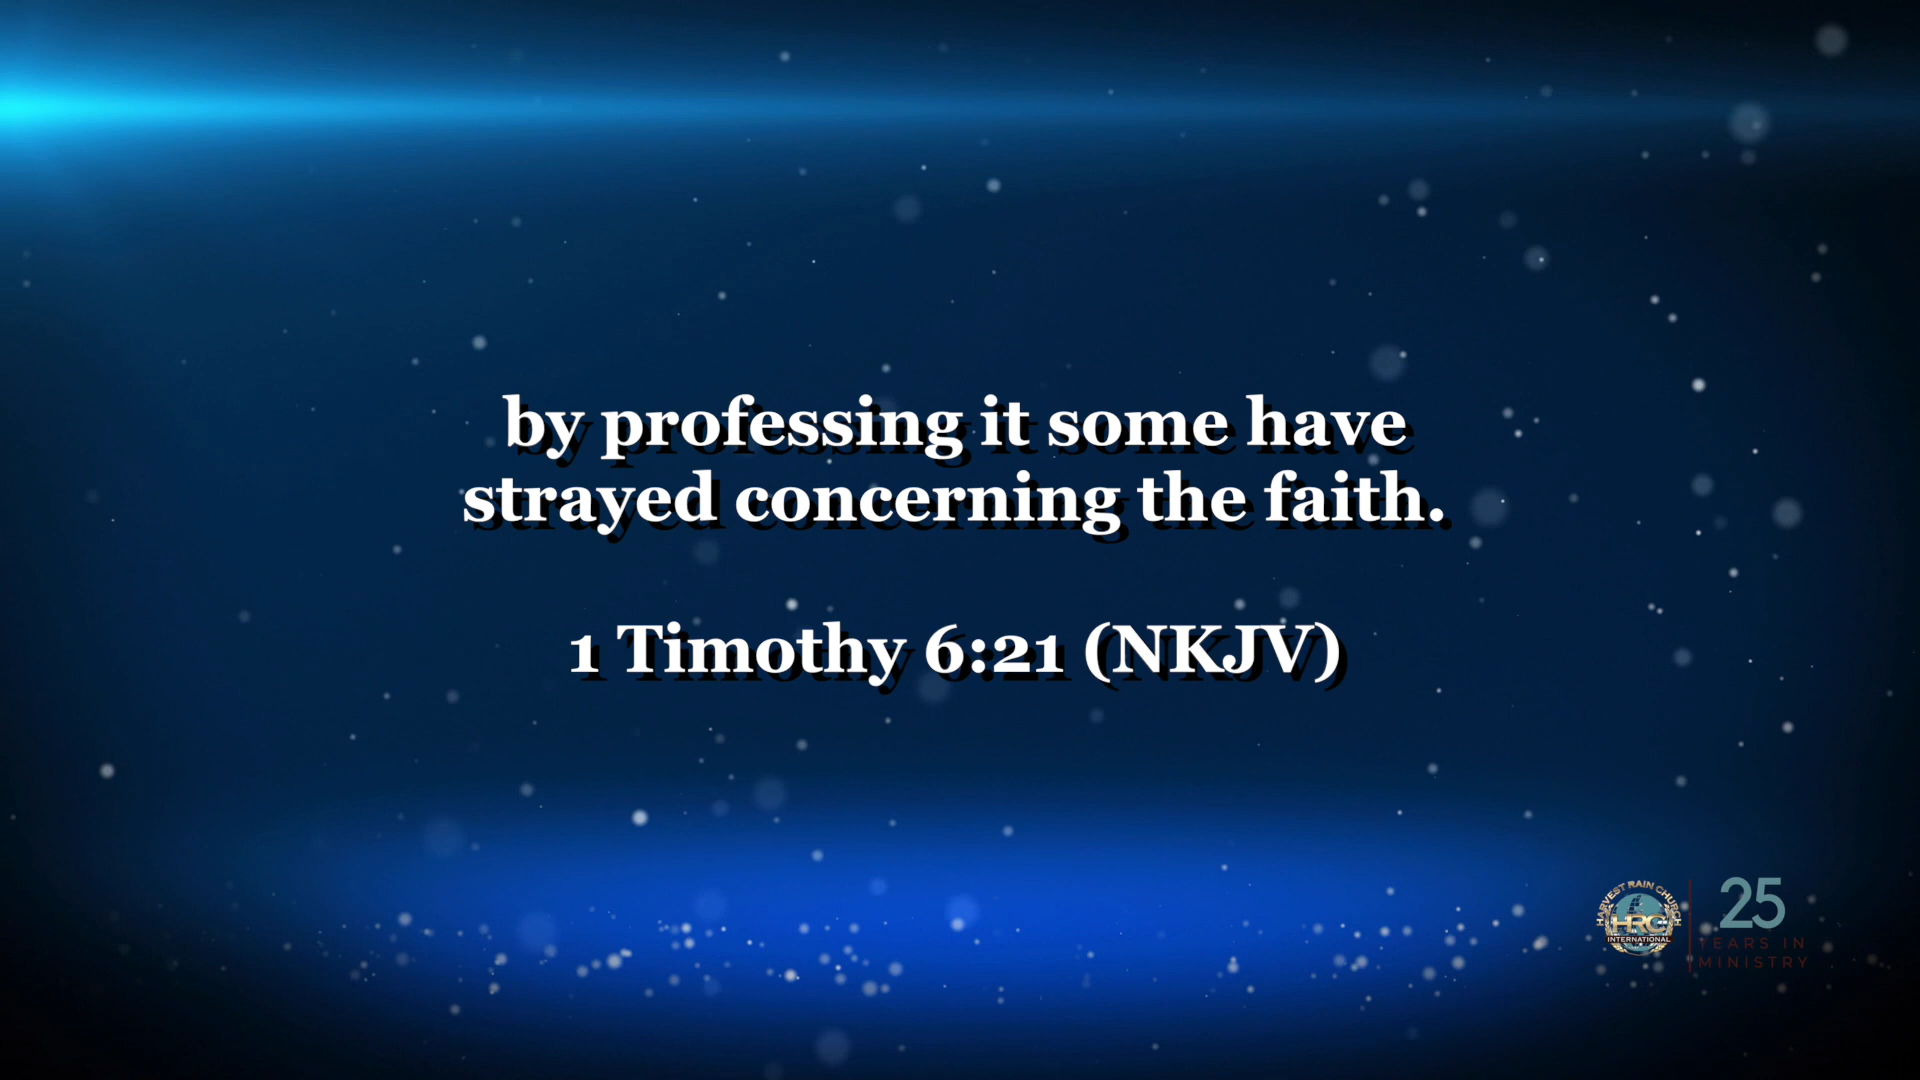 by professing it some have
strayed concerning the faith.
1 Timothy 6:21 (NKJV)
HARVEST RAIN CHURCH
HRC
INTERNATIONAL
25
YEARS IN
MINISTRY